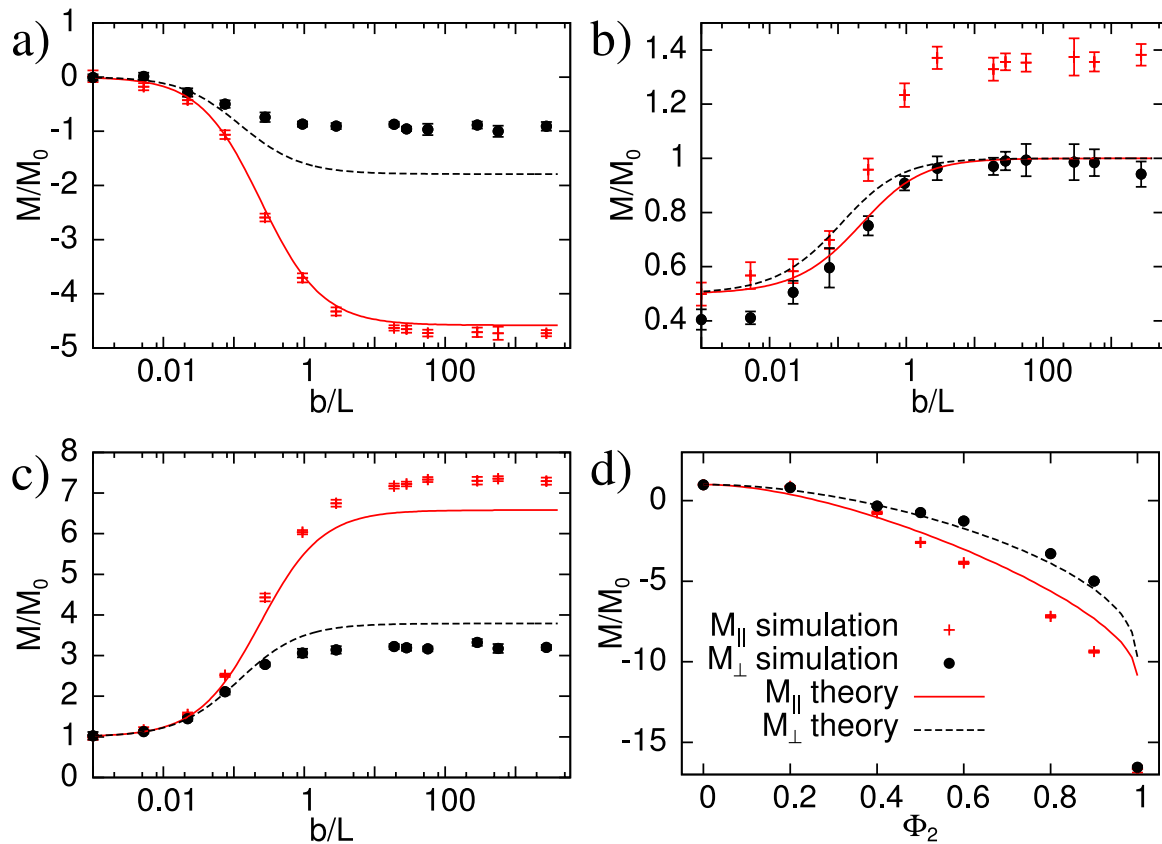 a)
1
0
-1
-2
-3
-4
-5
M/M0
0.01 1 100
b/L
b)
1.4
1.2
1
0.8
0.6
0.4
M/M0
0.01 1 100
b/L
c)
8
7
6
5
4
3
2
1
0
M/M0
0.01 1 100
b/L
d)
0
-5
-10
-15
M/M0
M|| simulation
M⊥ simulation
M|| theory
M⊥ theory
0 0.2 0.4 0.6 0.8 1
Φ2